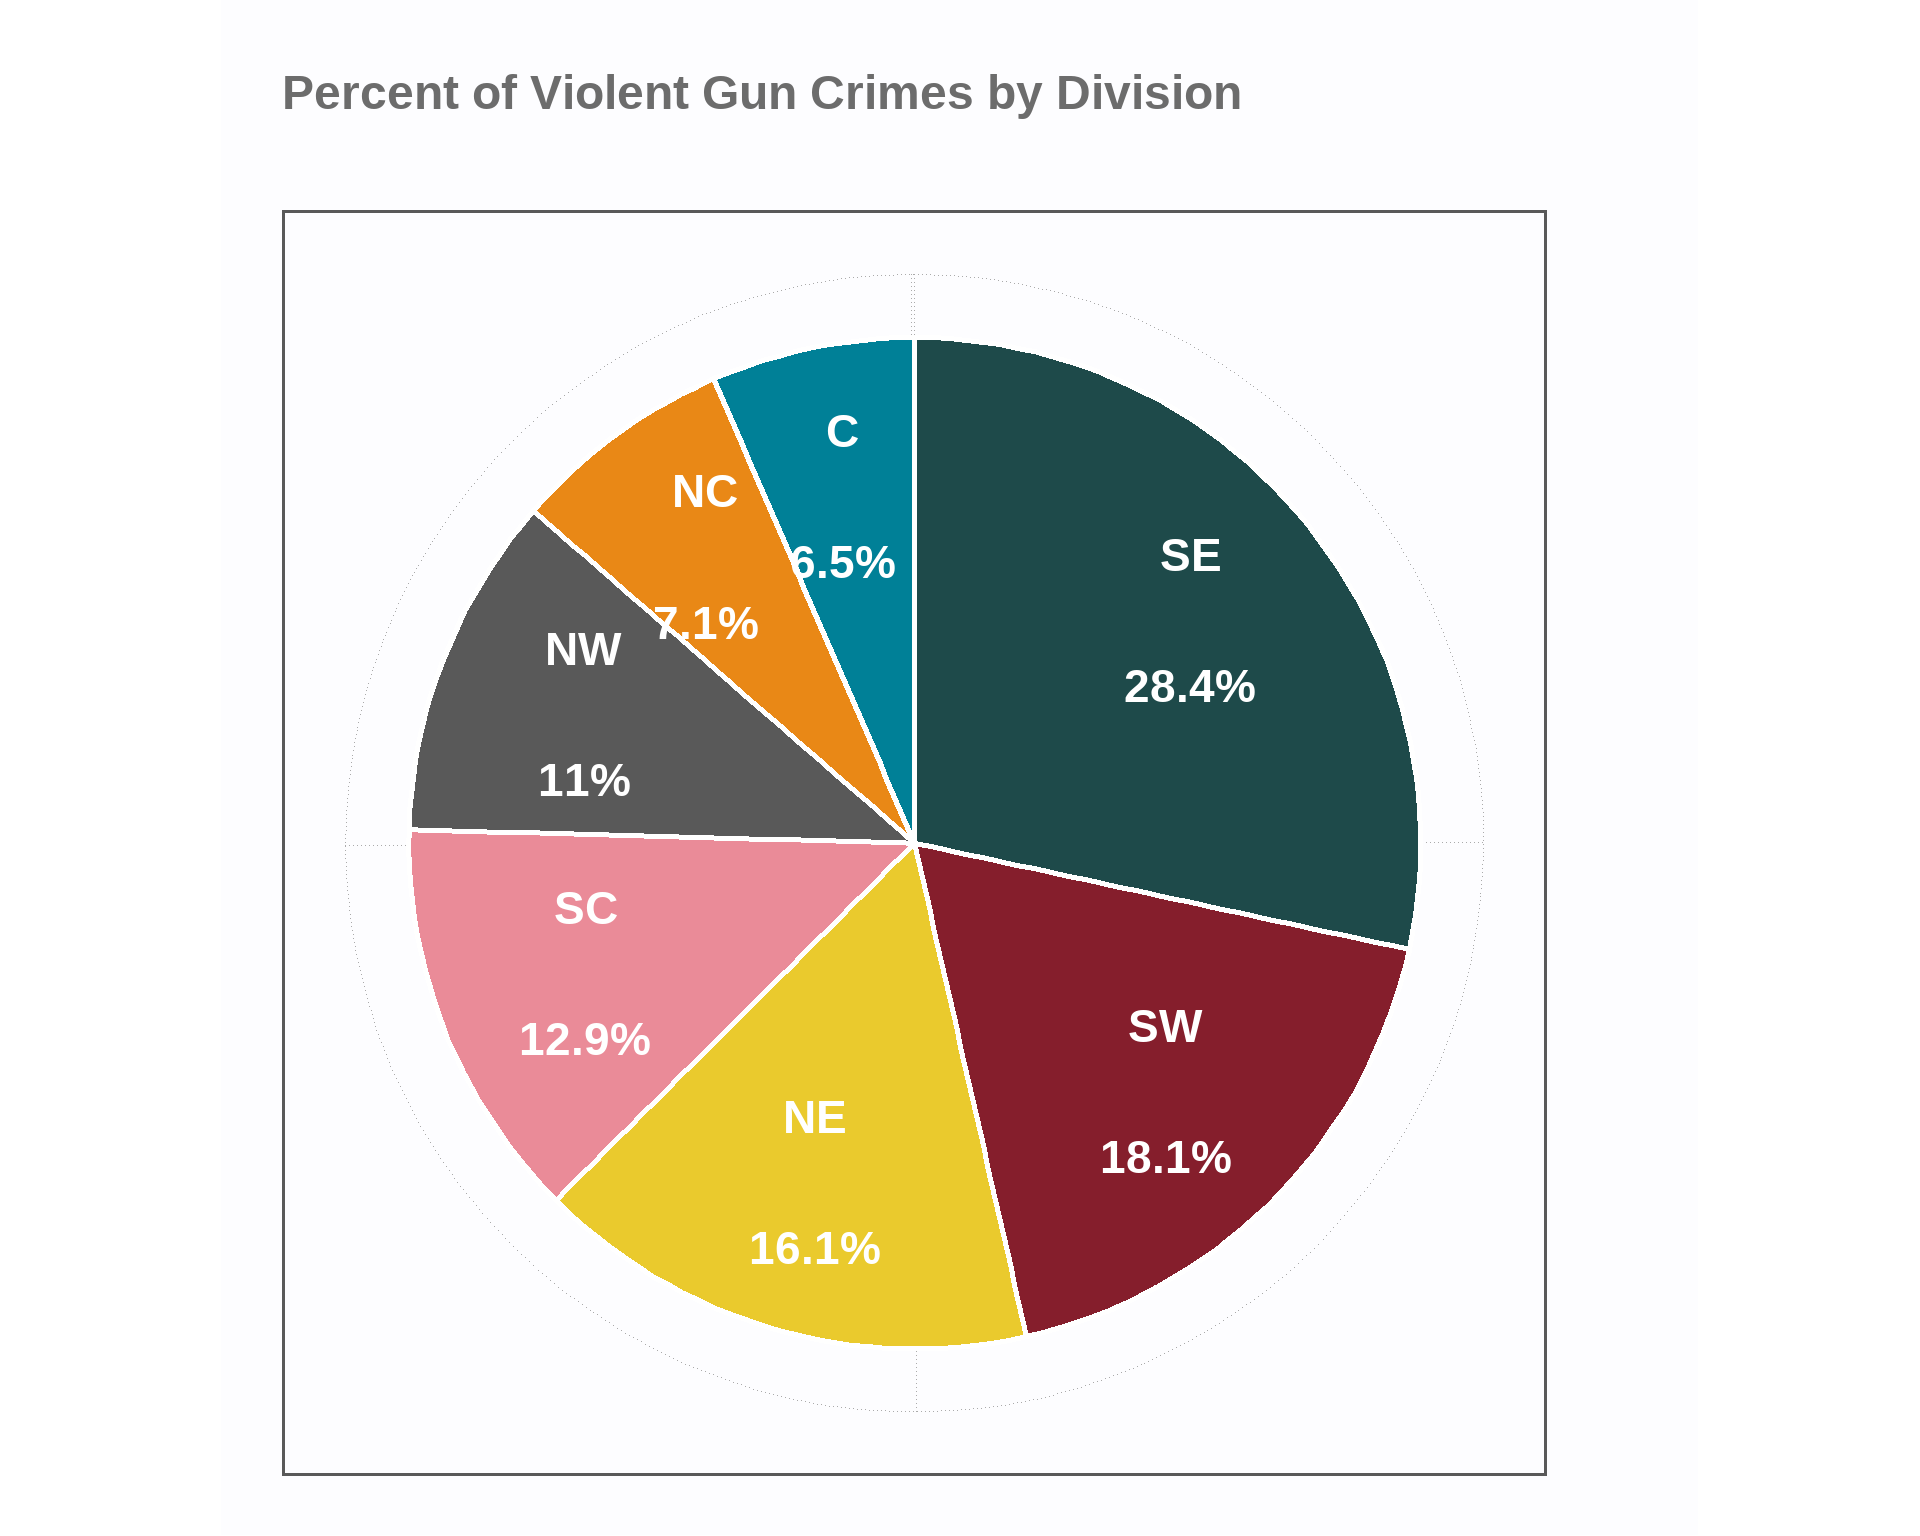 Percent of Violent Gun Crimes by Division
C
6.5%
NC
7.1%
SE
28.4%
NW
11%
SC
12.9%
SW
18.1%
NE
16.1%